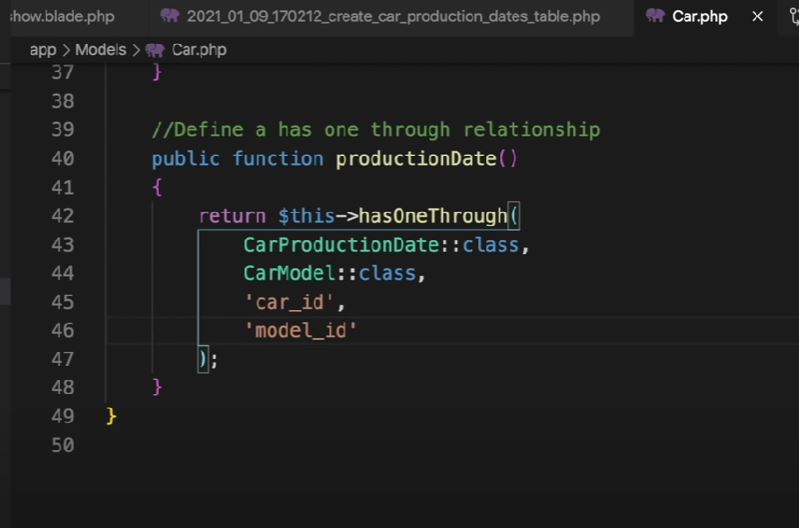 show.blade.php 2021_01_09_170212_create_car_production_dates_table.php Car.php ×
app > Models > Car.php
37 }
38
39 //Define a has one through relationship
40 public function productionDate()
41 {
42 return $this->hasOneThrough(
43 CarProductionDate::class,
44 CarModel::class,
45 'car_id',
46 'model_id'
47 );
48 }
49 }
50